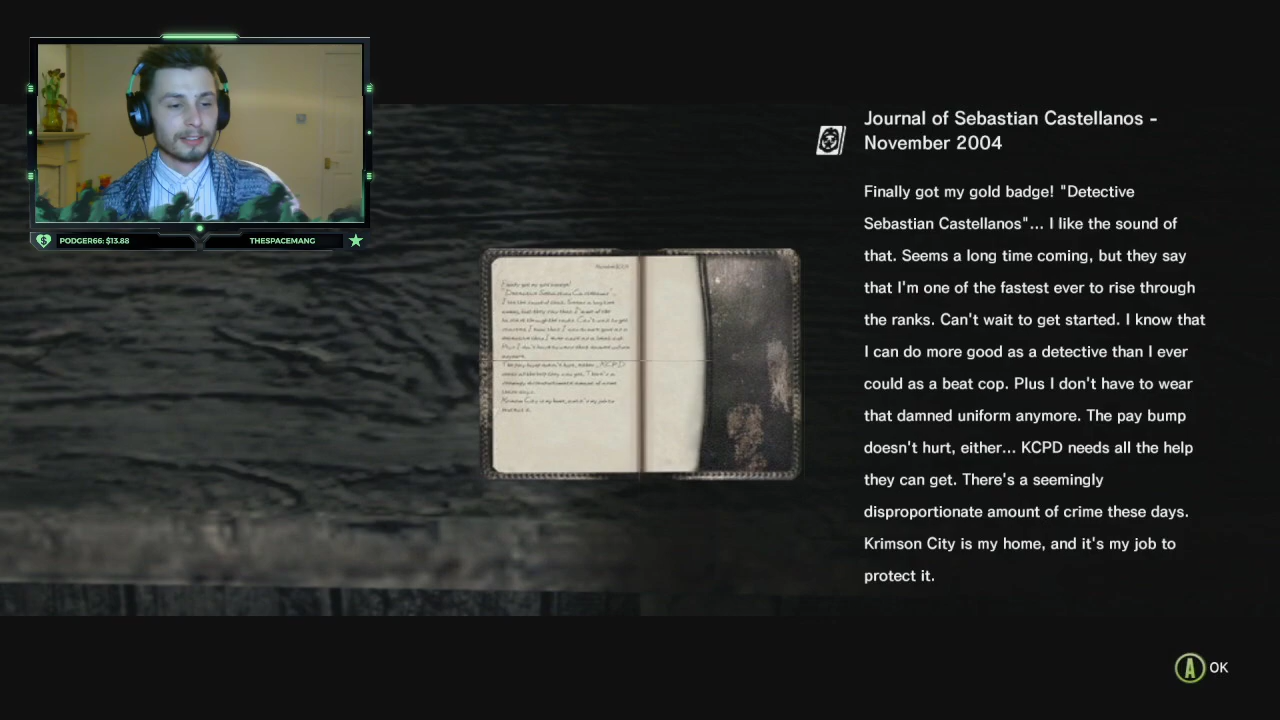 PODGER66: $13.88
THESPACEMANG
Journal of Sebastian Castellanos -
November 2004
Finally got my gold badge! "Detective
Sebastian Castellanos"... I like the sound of
that. Seems a long time coming, but they say
that I'm one of the fastest ever to rise through
the ranks. Can't wait to get started. I know that
I can do more good as a detective than I ever
could as a beat cop. Plus I don't have to wear
that damned uniform anymore. The pay bump
doesn't hurt, either... KCPD needs all the help
they can get. There's a seemingly
disproportionate amount of crime these days.
Krimson City is my home, and it's my job to
protect it.
A OK